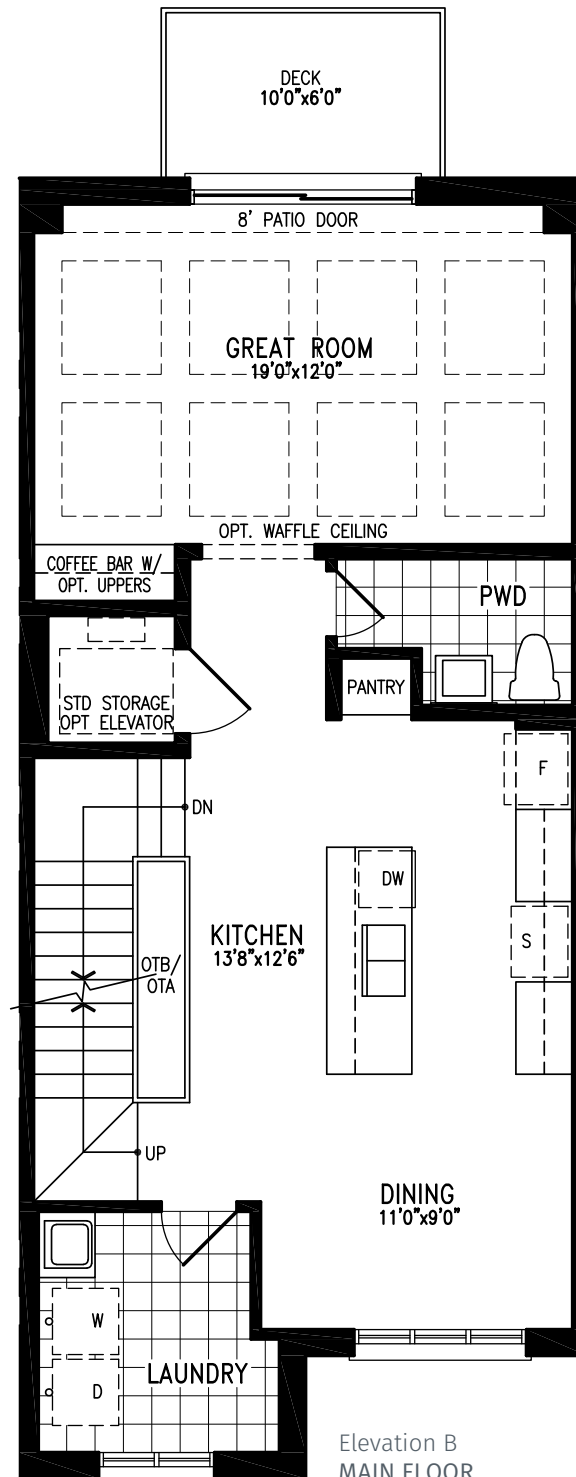 DECK
10'0"x6'0"
8' PATIO DOOR
GREAT ROOM
19'0"x12'0"
OPT. WAFFLE CEILING
COFFEE BAR W/
OPT. UPPERS
PWD
PANTRY
STD STORAGE
OPT ELEVATOR
F
DN
DW
KITCHEN
13'8"x12'6"
S
OTB/
OTA
UP
DINING
11'0"x9'0"
W
LAUNDRY
D
Elevation B
MAIN FLOOR